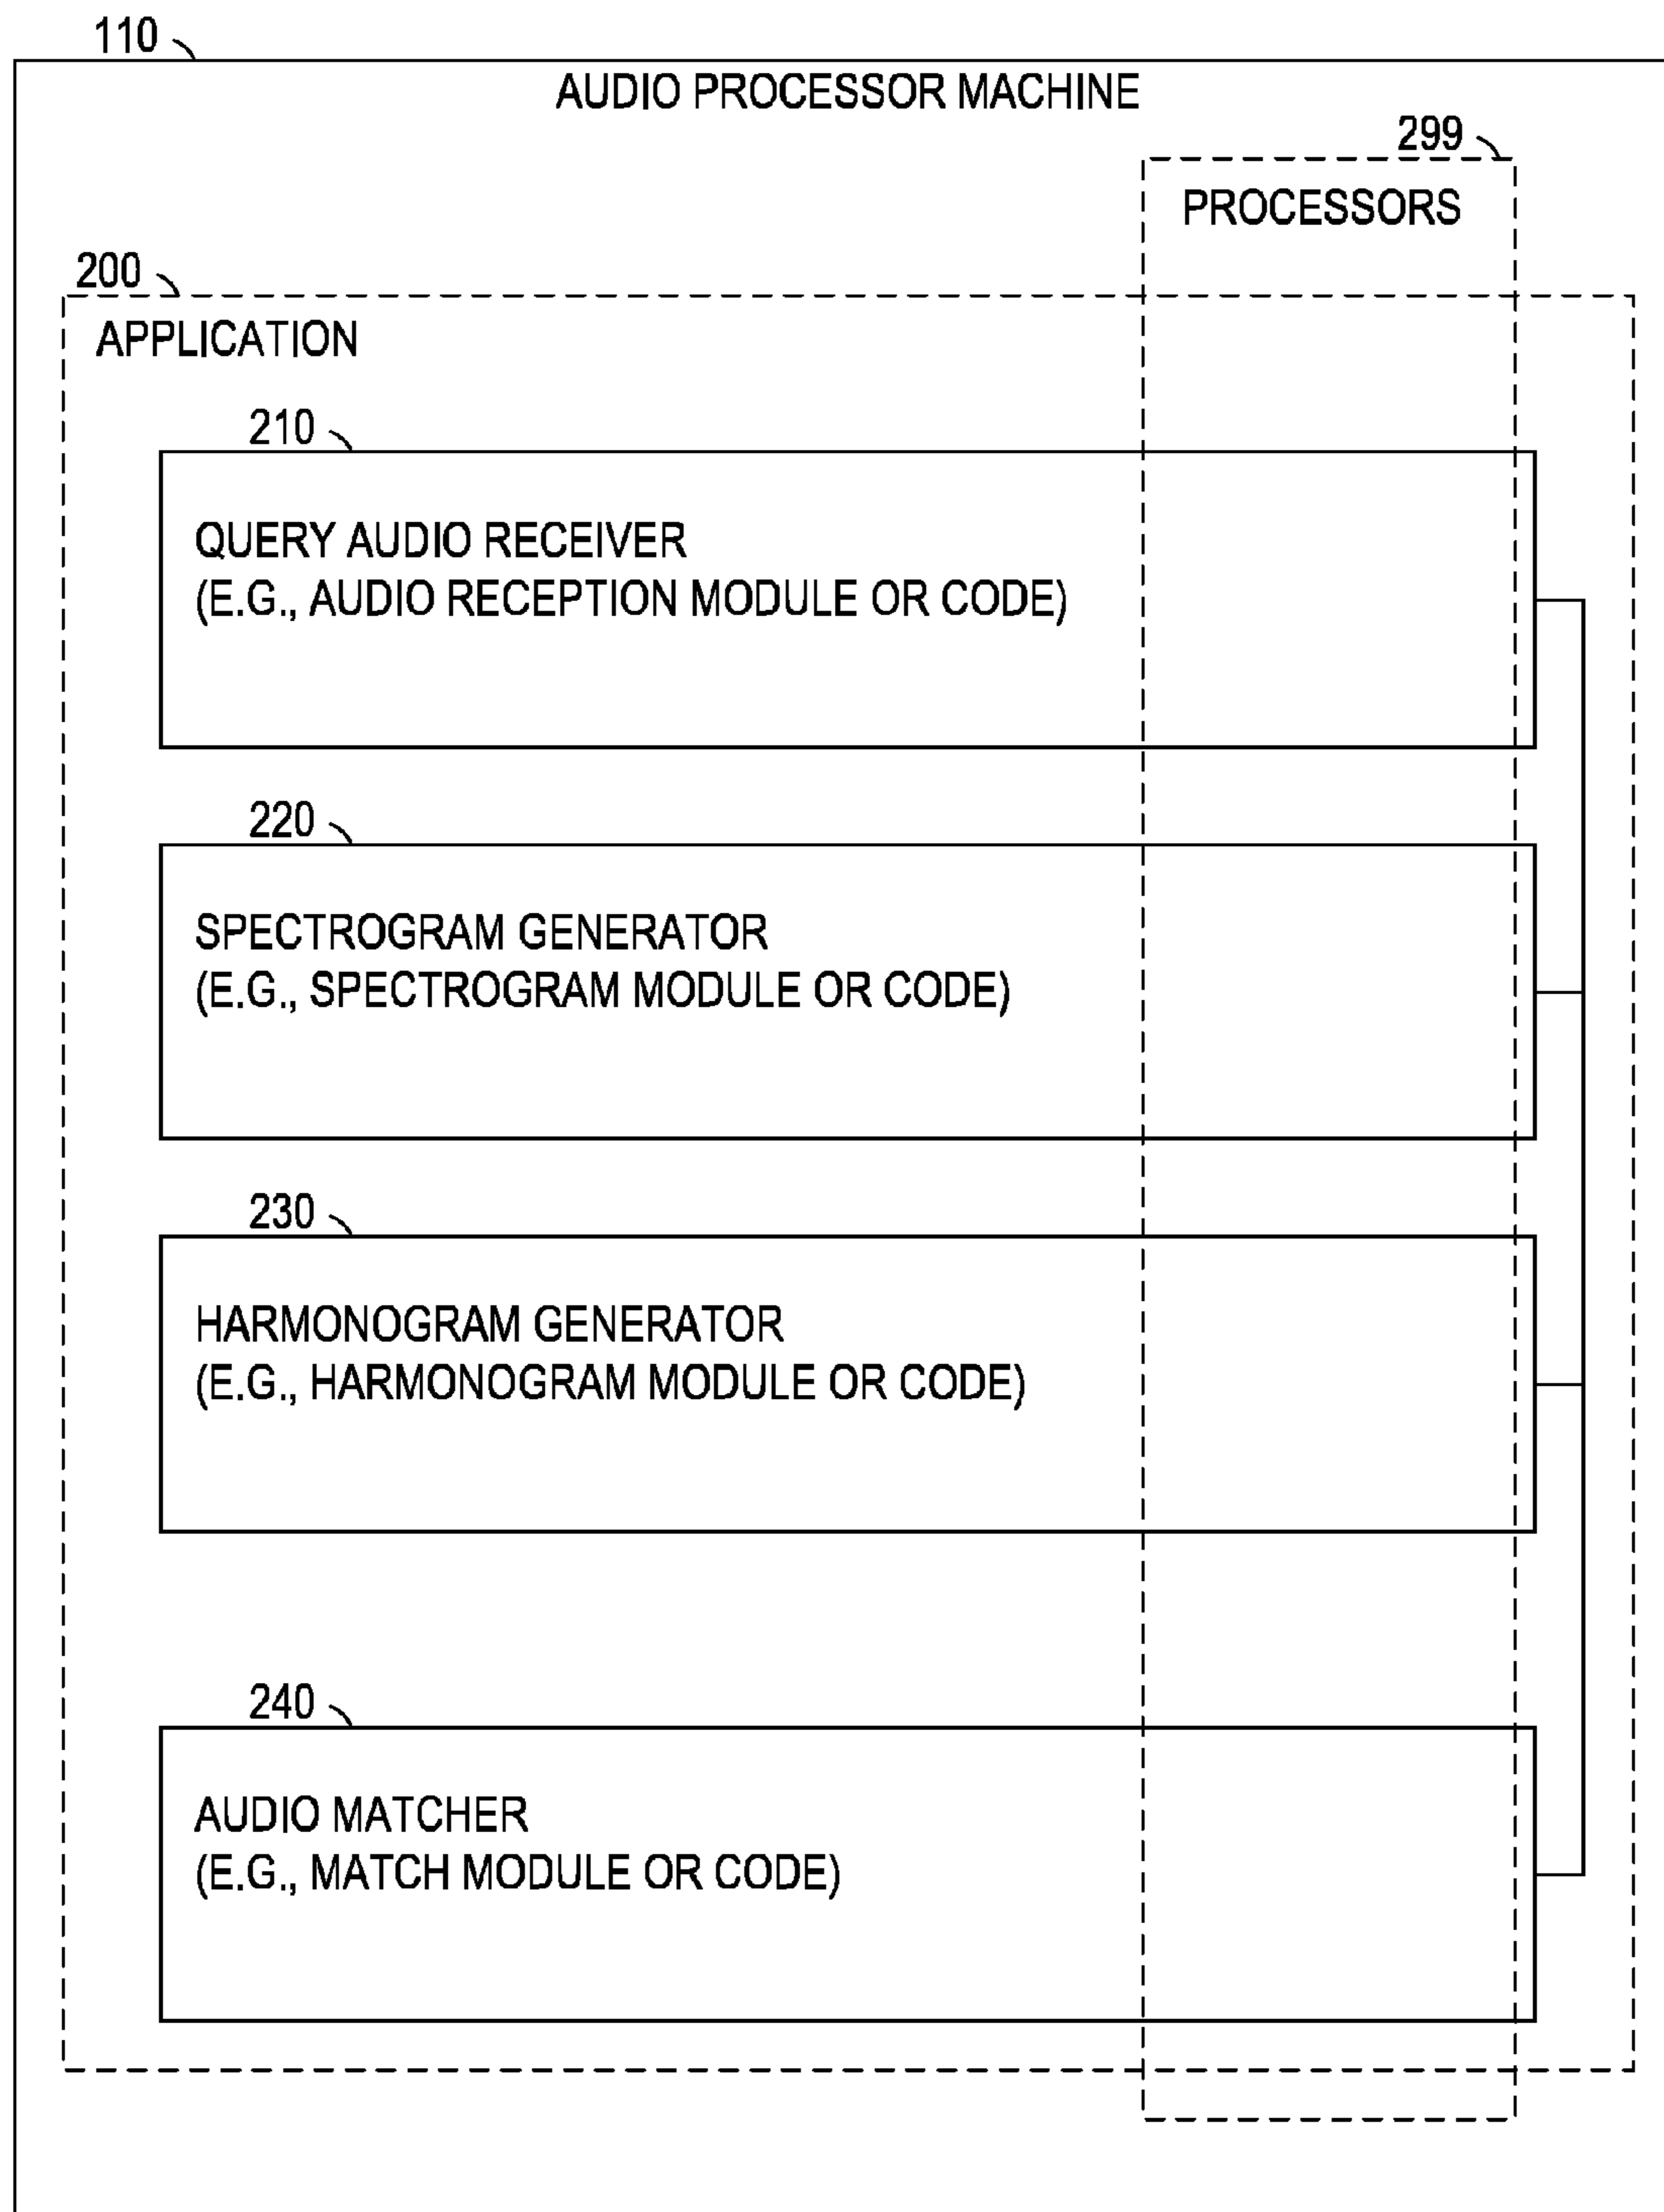 110
AUDIO PROCESSOR MACHINE
299
PROCESSORS
200
APPLICATION
210
QUERY AUDIO RECEIVER
(E.G., AUDIO RECEPTION MODULE OR CODE)
220
SPECTROGRAM GENERATOR
(E.G., SPECTROGRAM MODULE OR CODE)
230
HARMONOGRAM GENERATOR
(E.G., HARMONOGRAM MODULE OR CODE)
240
AUDIO MATCHER
(E.G., MATCH MODULE OR CODE)